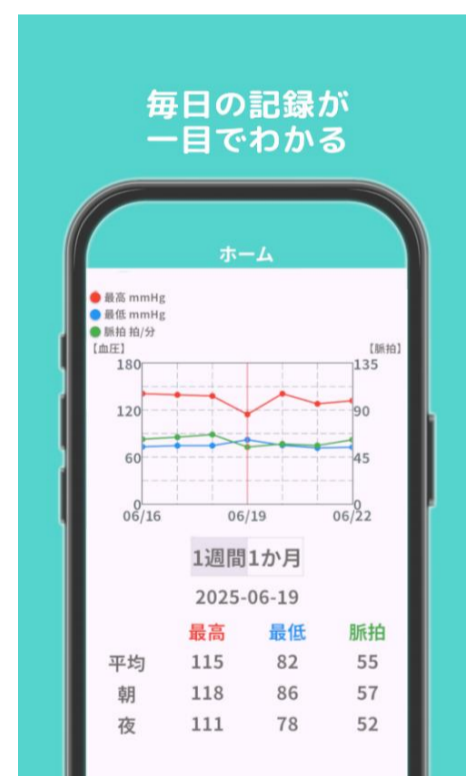 毎日の記録が
一目でわかる
ホーム
最高 mmHg
最低 mmHg
脈拍 拍/分
【血圧】 【脈拍】
180 135
120 90
60 45
0 0
06/16 06/19 06/22
1週間 1か月
2025-06-19
最高 最低 脈拍
平均 115 82 55
朝 118 86 57
夜 111 78 52